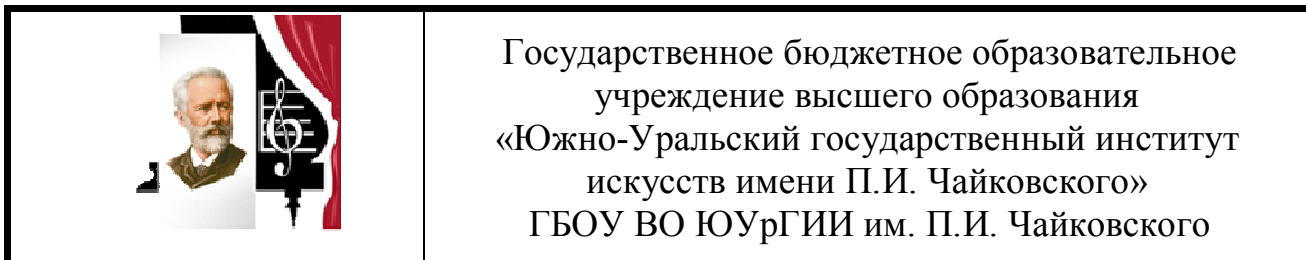 Государственное бюджетное образовательное
учреждение высшего образования
«Южно-Уральский государственный институт
искусств имени П.И. Чайковского»
ГБОУ ВО ЮУрГИИ им. П.И. Чайковского